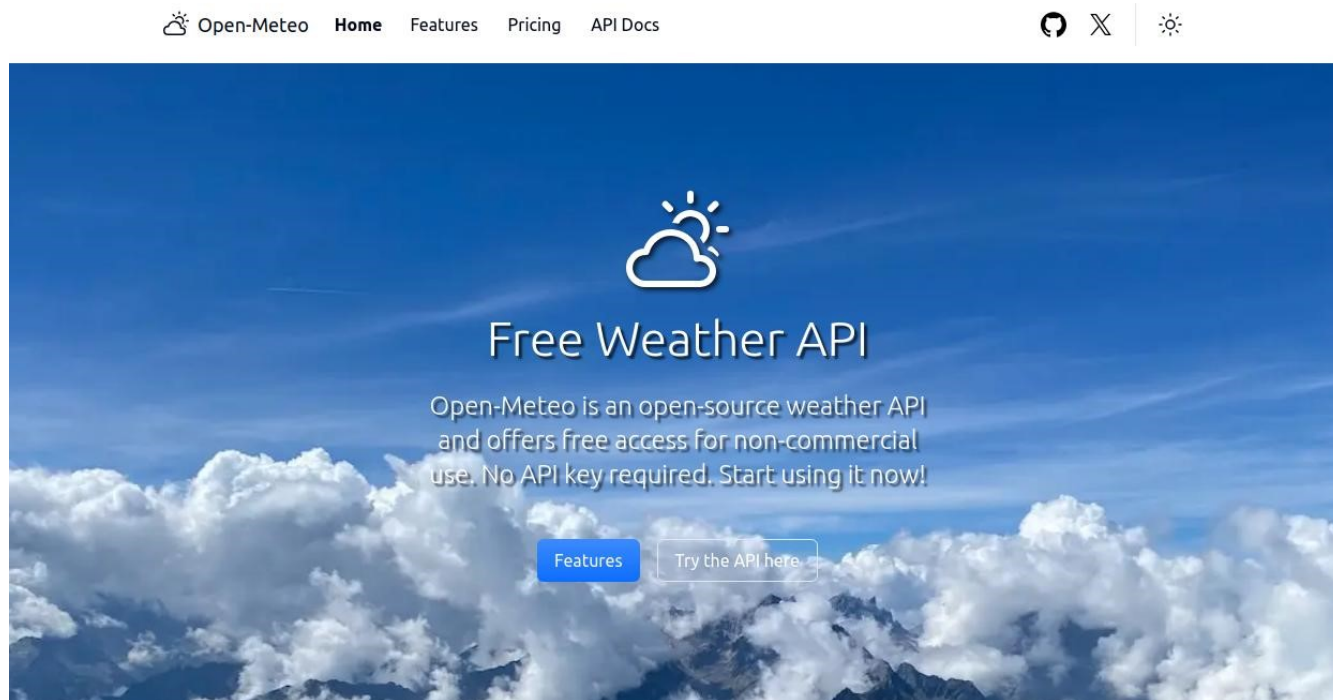 Open-Meteo Home Features Pricing API Docs
Free Weather API
Open-Meteo is an open-source weather API
and offers free access for non-commercial
use. No API key required. Start using it now!
Features Try the API here